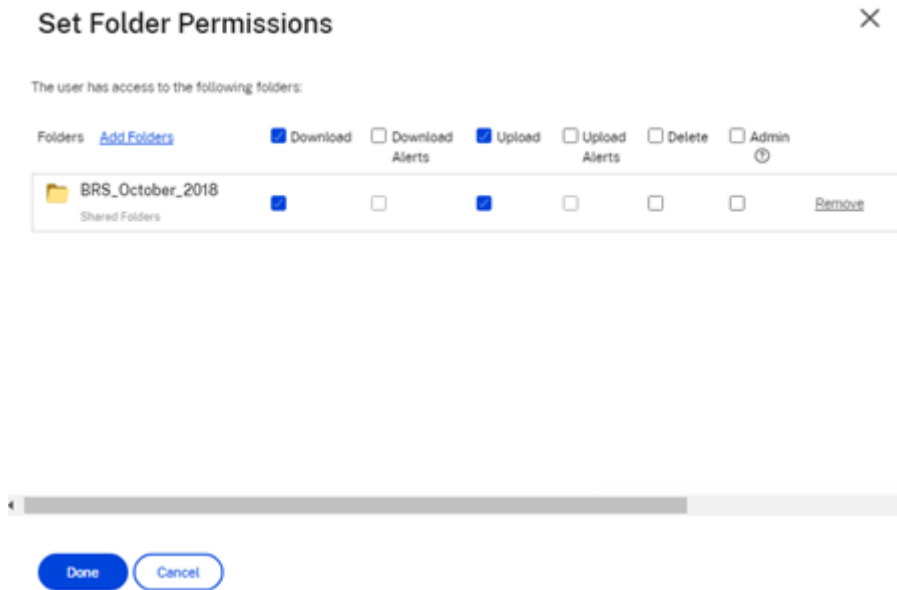 Set Folder Permissions
The user has access to the following folders:
Folders Add Folders Download Download Alerts Upload Upload Alerts Delete Admin
BRS_October_2018
Shared Folders
Remove
Done Cancel